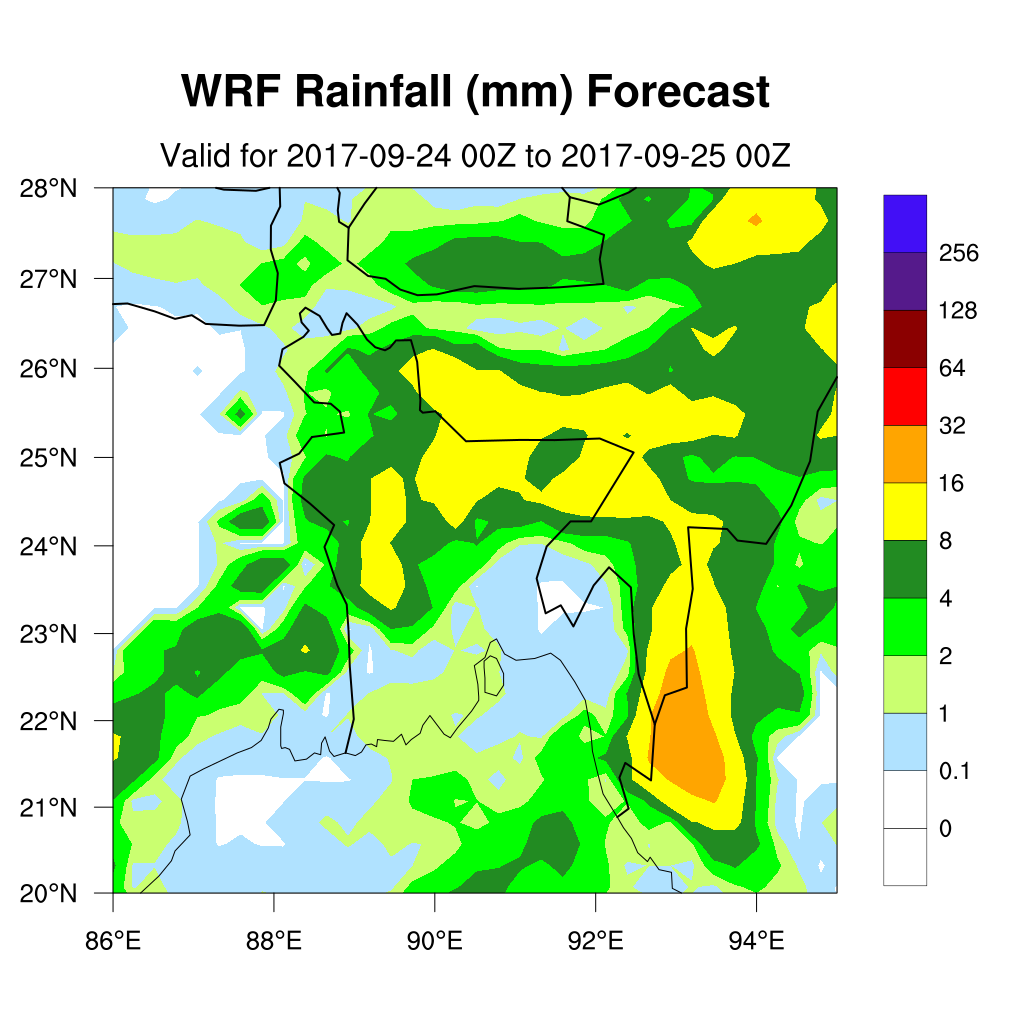 WRF Rainfall (mm) Forecast
Valid for 2017-09-24 00Z to 2017-09-25 00Z
28°N
27°N
26°N
25°N
24°N
23°N
22°N
21°N
20°N
86°E
88°E
90°E
92°E
94°E
256
128
64
32
16
8
4
2
1
0.1
0